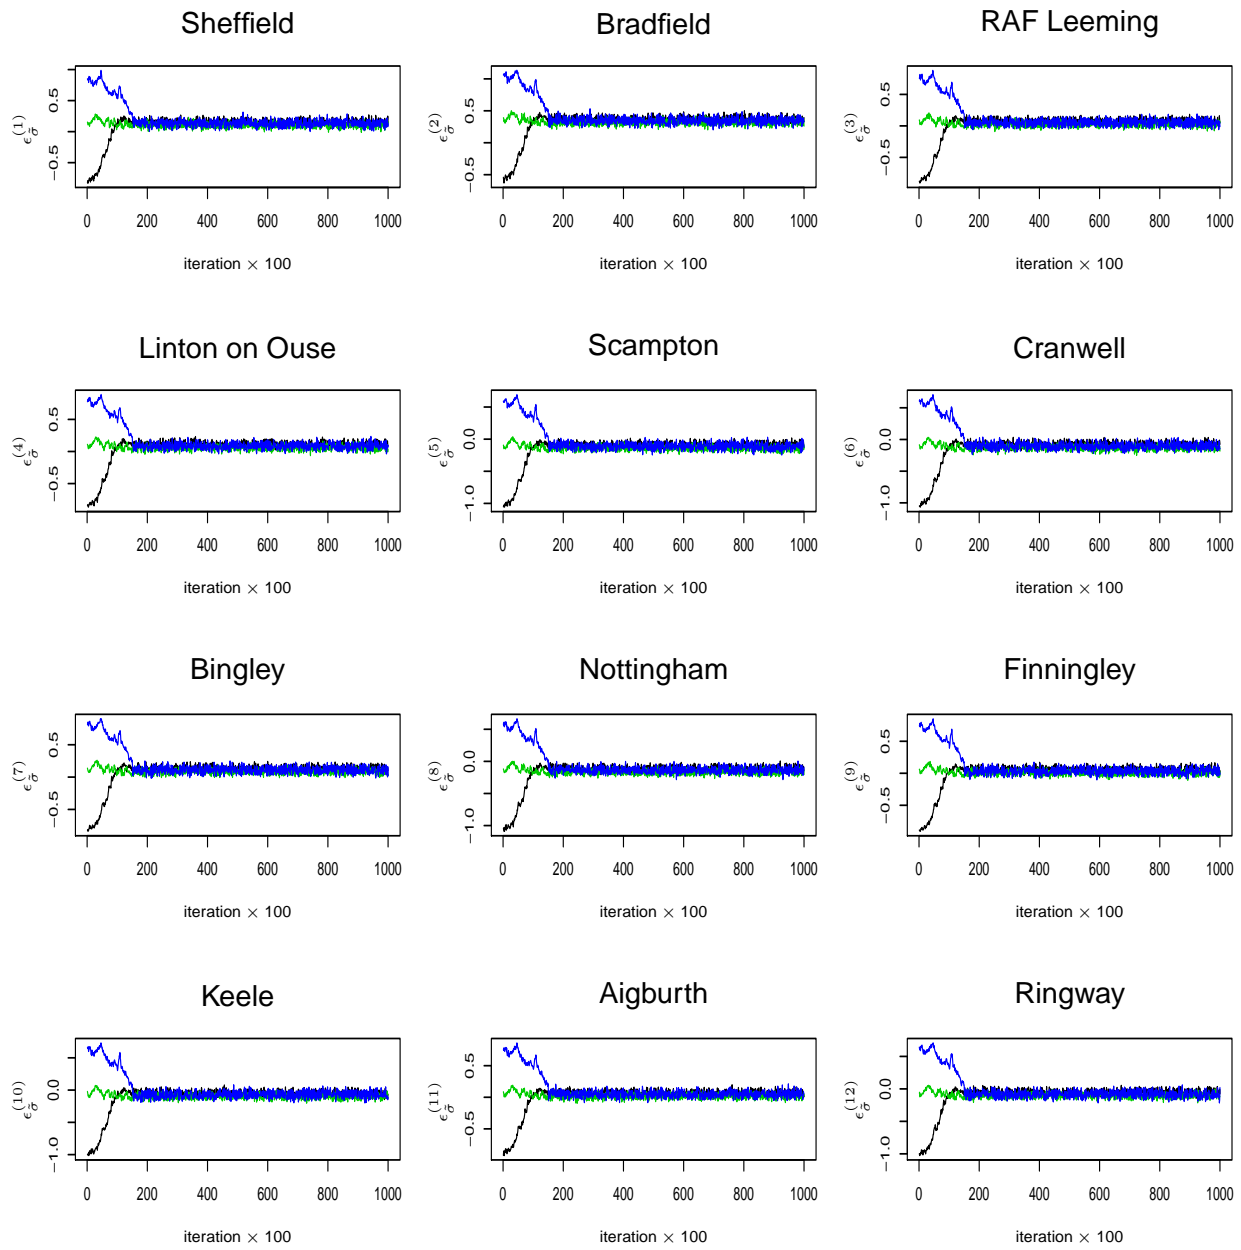 Sheffield
Bradfield
RAF Leeming
ϵ_σ̃^(1)
−0.5 0.5
0 200 400 600 800 1000
iteration × 100
ϵ_σ̃^(2)
−0.5 0.5
0 200 400 600 800 1000
iteration × 100
ϵ_σ̃^(3)
−0.5 0.5
0 200 400 600 800 1000
iteration × 100
Linton on Ouse
Scampton
Cranwell
ϵ_σ̃^(4)
−0.5 0.5
0 200 400 600 800 1000
iteration × 100
ϵ_σ̃^(5)
−1.0 0.0
0 200 400 600 800 1000
iteration × 100
ϵ_σ̃^(6)
−1.0 0.0
0 200 400 600 800 1000
iteration × 100
Bingley
Nottingham
Finningley
ϵ_σ̃^(7)
−0.5 0.5
0 200 400 600 800 1000
iteration × 100
ϵ_σ̃^(8)
−1.0 0.0
0 200 400 600 800 1000
iteration × 100
ϵ_σ̃^(9)
−0.5 0.5
0 200 400 600 800 1000
iteration × 100
Keele
Aigburth
Ringway
ϵ_σ̃^(10)
−1.0 0.0
0 200 400 600 800 1000
iteration × 100
ϵ_σ̃^(11)
−0.5 0.5
0 200 400 600 800 1000
iteration × 100
ϵ_σ̃^(12)
−1.0 0.0
0 200 400 600 800 1000
iteration × 100